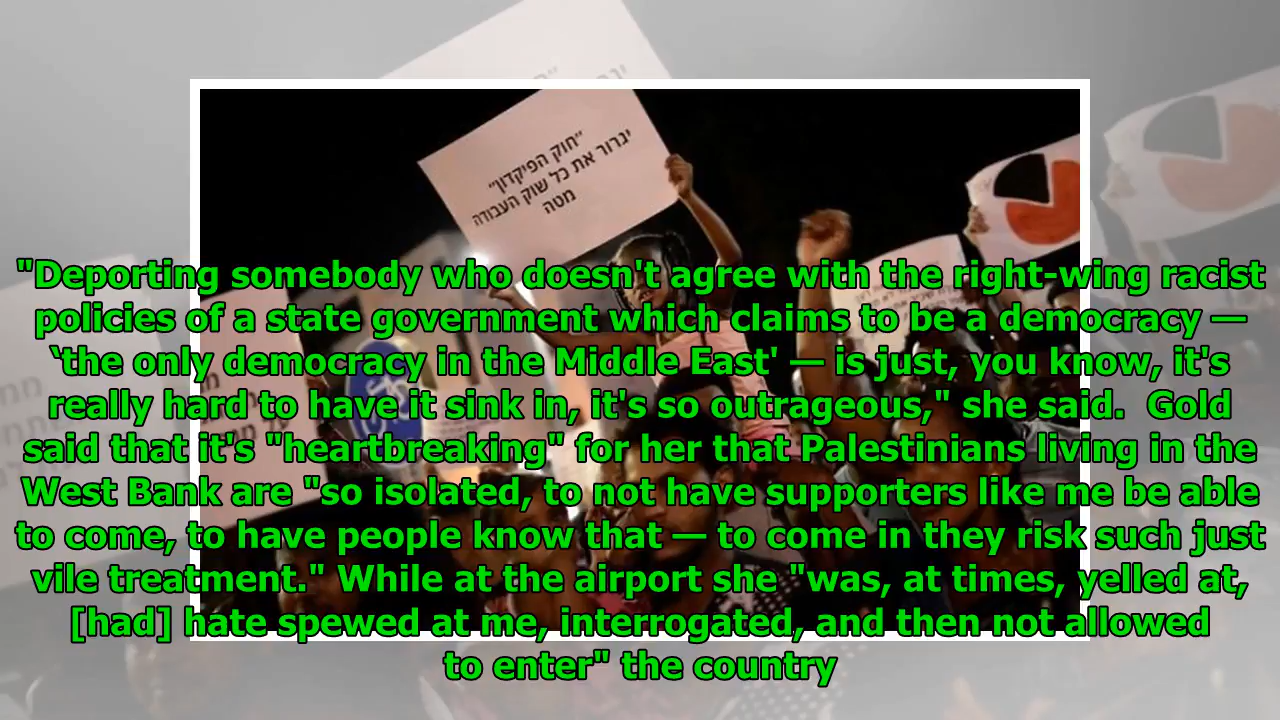 "חוק הפיקדון"
ינרור את כל שוק העבודה
מטה
"Deporting somebody who doesn't agree with the right-wing racist
policies of a state government which claims to be a democracy —
‘the only democracy in the Middle East' — is just, you know, it's
really hard to have it sink in, it's so outrageous," she said.  Gold
said that it's "heartbreaking" for her that Palestinians living in the
West Bank are "so isolated, to not have supporters like me be able
to come, to have people know that — to come in they risk such just
vile treatment." While at the airport she "was, at times, yelled at,
[had] hate spewed at me, interrogated, and then not allowed
to enter" the country